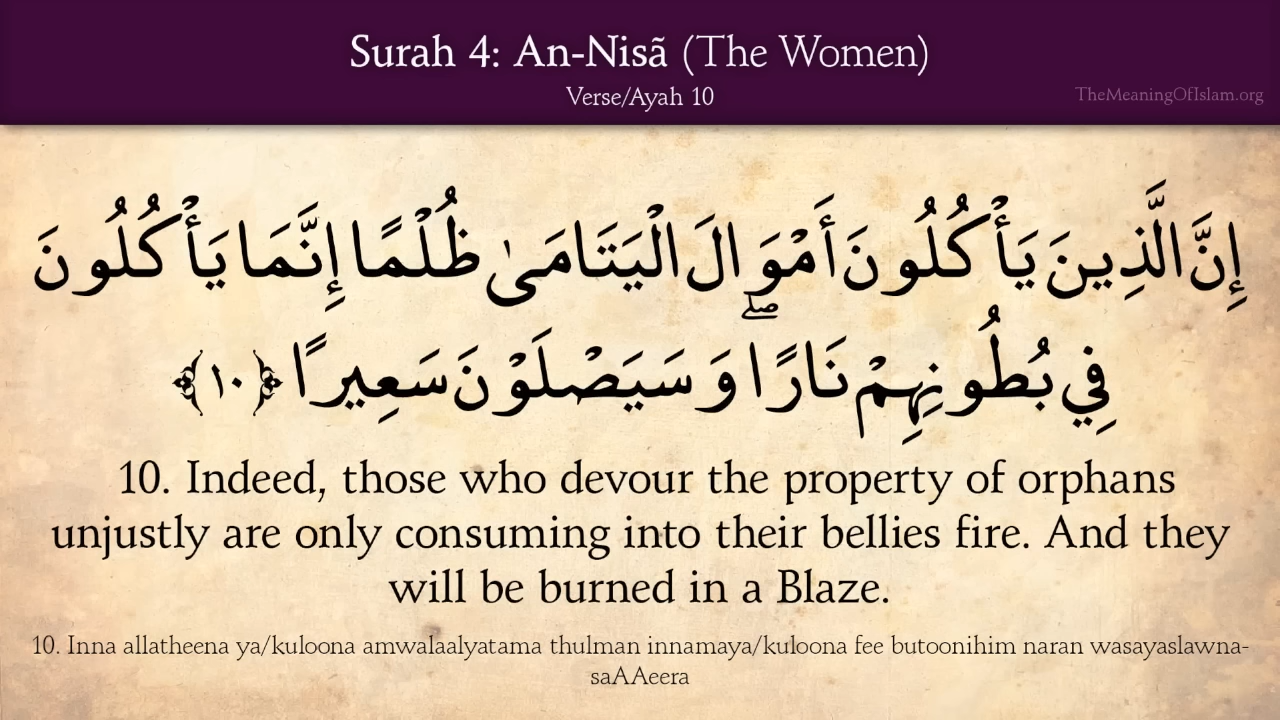 Surah 4: An-Nisã (The Women)
Verse/Ayah 10
TheMeaningOfIslam.org
إِنَّ الَّذِينَ يَأْكُلُونَ أَمْوَالَ الْيَتَامَىٰ ظُلْمًا إِنَّمَا يَأْكُلُونَ
فِي بُطُونِهِمْ نَارًا ۖ وَسَيَصْلَوْنَ سَعِيرًا ﴿١٠﴾
10. Indeed, those who devour the property of orphans
unjustly are only consuming into their bellies fire. And they
will be burned in a Blaze.
10. Inna allatheena ya/kuloona amwalaalyatama thulman innamaya/kuloona fee butoonihim naran wasayaslawna-
saAAeera